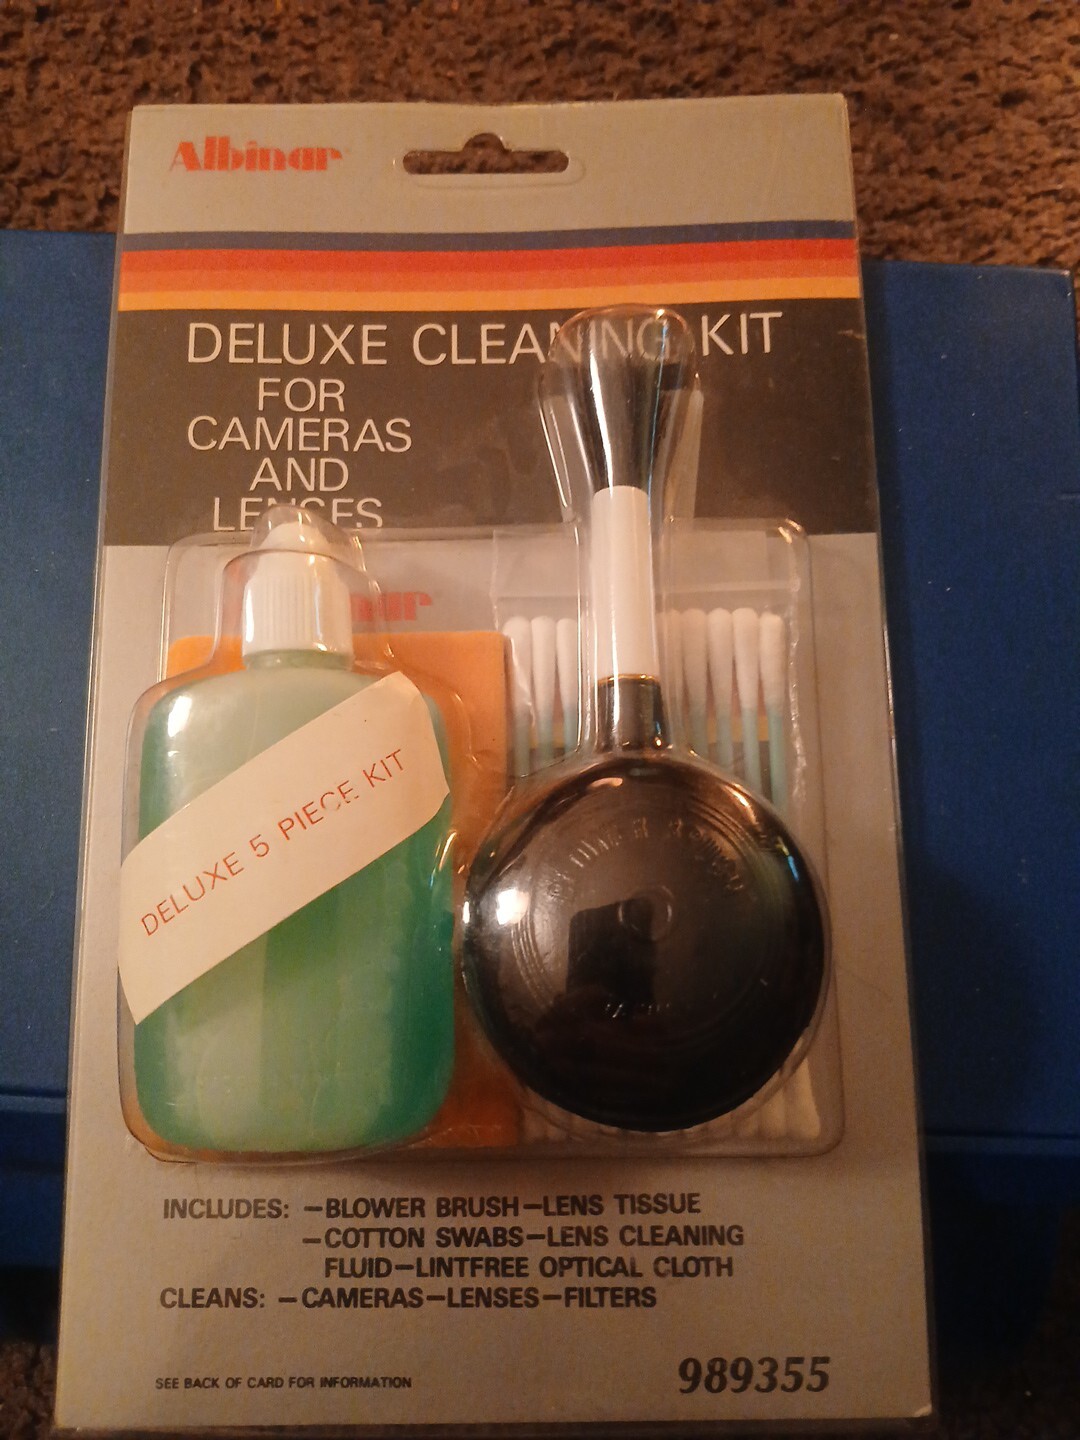 Albinar
DELUXE CLEANING KIT
FOR
CAMERAS
AND
LENSES
DELUXE 5 PIECE KIT
INCLUDES: –BLOWER BRUSH–LENS TISSUE
–COTTON SWABS–LENS CLEANING
FLUID–LINTFREE OPTICAL CLOTH
CLEANS: –CAMERAS–LENSES–FILTERS
SEE BACK OF CARD FOR INFORMATION
989355